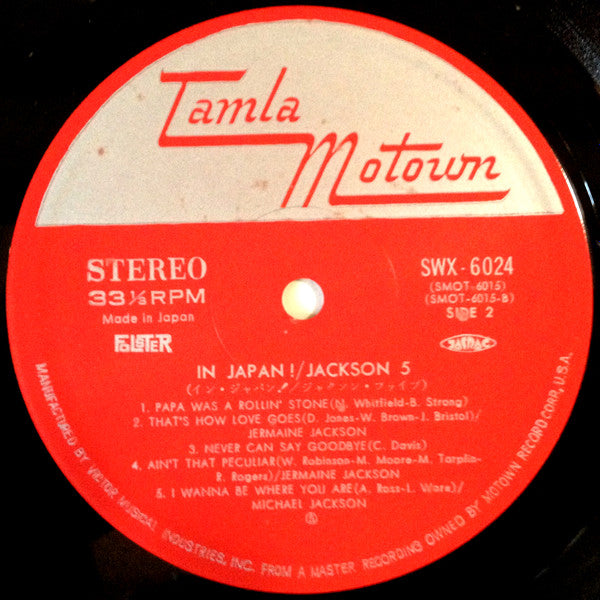 Tamla
Motown
STEREO
33⅓RPM
Made in Japan
FOLSTER
SWX-6024
(SMOT-6015)
(SMOT-6015-B)
SIDE 2
JASRAC
IN JAPAN!/JACKSON 5
(イン・ジャパン!/ジャクソン・ファイブ)
1. PAPA WAS A ROLLIN' STONE(N. Whitfield-B. Strong)
2. THAT'S HOW LOVE GOES(D. Jones-W. Brown-J. Bristol)/
JERMAINE JACKSON
3. NEVER CAN SAY GOODBYE(C. Davis)
4. AIN'T THAT PECULIAR(W. Robinson-M. Moore-M. Tarplin-
R. Rogers)/JERMAINE JACKSON
5. I WANNA BE WHERE YOU ARE(A. Ross-L. Ware)/
MICHAEL JACKSON
MANUFACTURED BY VICTOR MUSICAL INDUSTRIES, INC. FROM A MASTER RECORDING OWNED BY MOTOWN RECORD CORP., U.S.A.